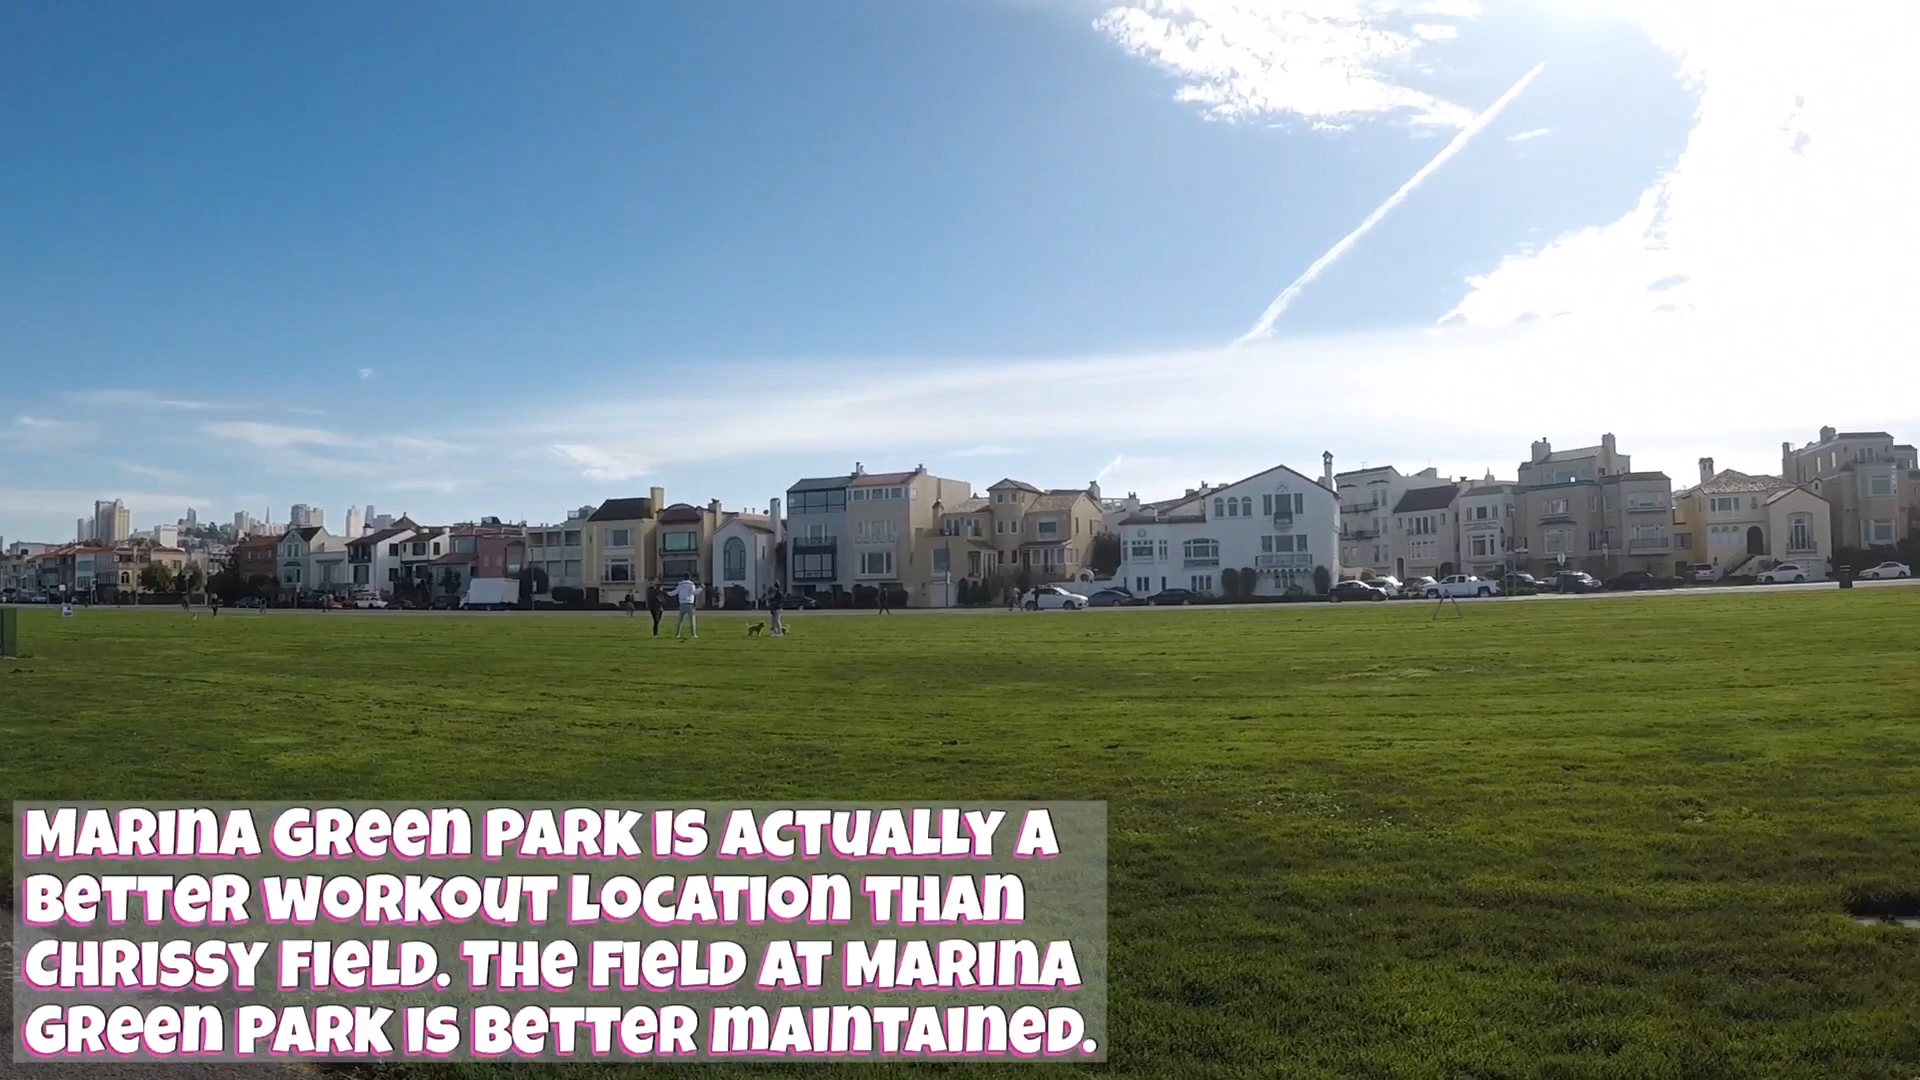 MARINA GREEN PARK IS ACTUALLY A
BETTER WORKOUT LOCATION THAN
CHRISSY FIELD. THE FIELD AT MARINA
GREEN PARK IS BETTER MAINTAINED.